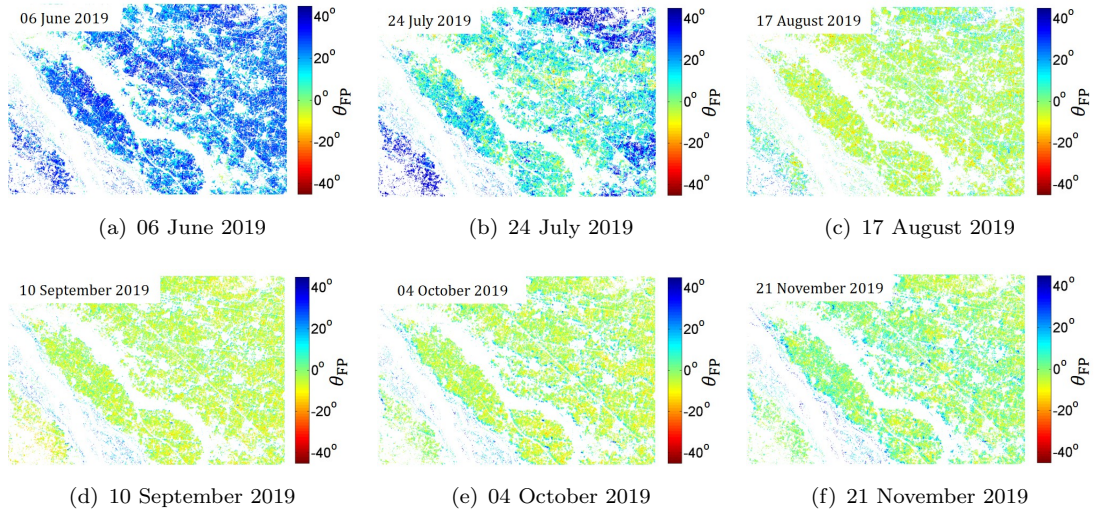 06 June 2019
40°
20°
0°
-20°
-40°
θFP
(a) 06 June 2019
24 July 2019
40°
20°
0°
-20°
-40°
θFP
(b) 24 July 2019
17 August 2019
40°
20°
0°
-20°
-40°
θFP
(c) 17 August 2019
10 September 2019
40°
20°
0°
-20°
-40°
θFP
(d) 10 September 2019
04 October 2019
40°
20°
0°
-20°
-40°
θFP
(e) 04 October 2019
21 November 2019
40°
20°
0°
-20°
-40°
θFP
(f) 21 November 2019